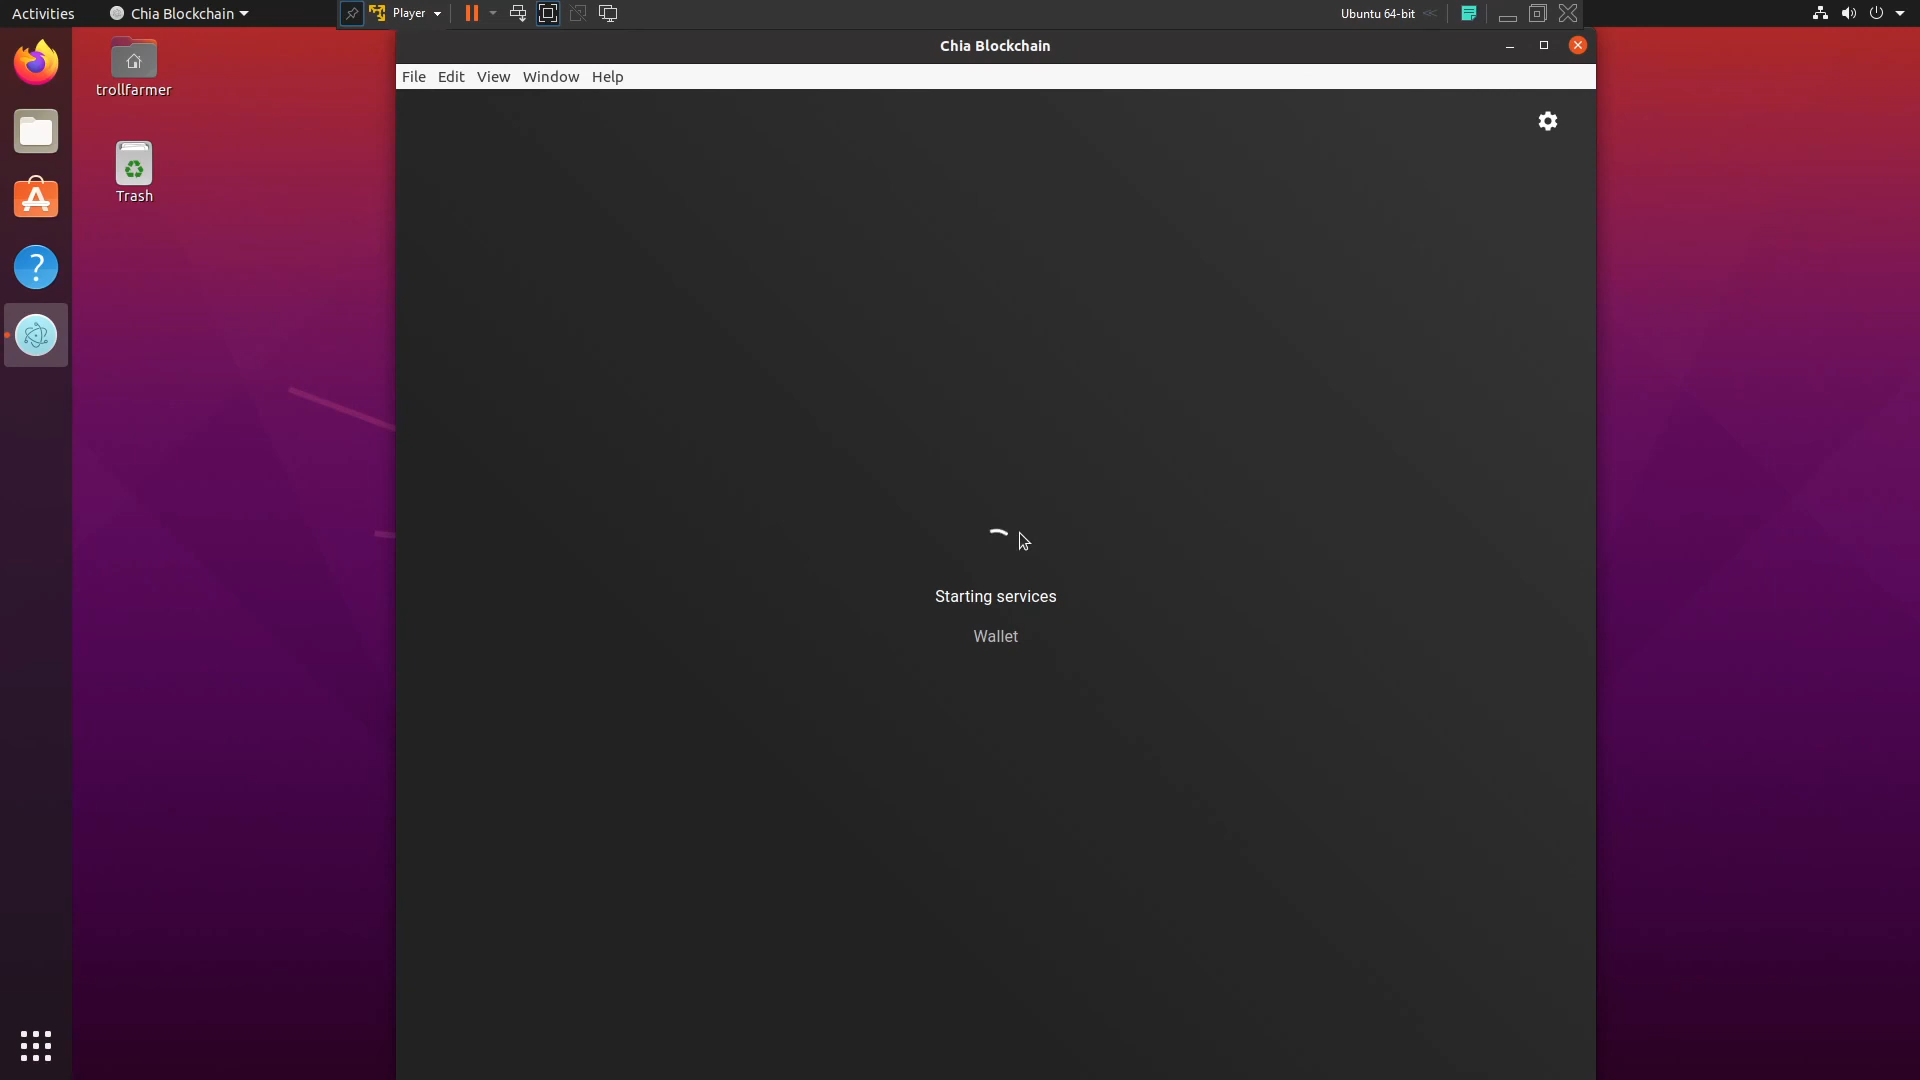 Activities
Chia Blockchain
Player
Ubuntu 64-bit
Chia Blockchain
File Edit View Window Help
trollfarmer
Trash
Starting services
Wallet